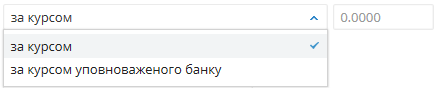 за курсом 0.0000
за курсом
за курсом уповноваженого банку